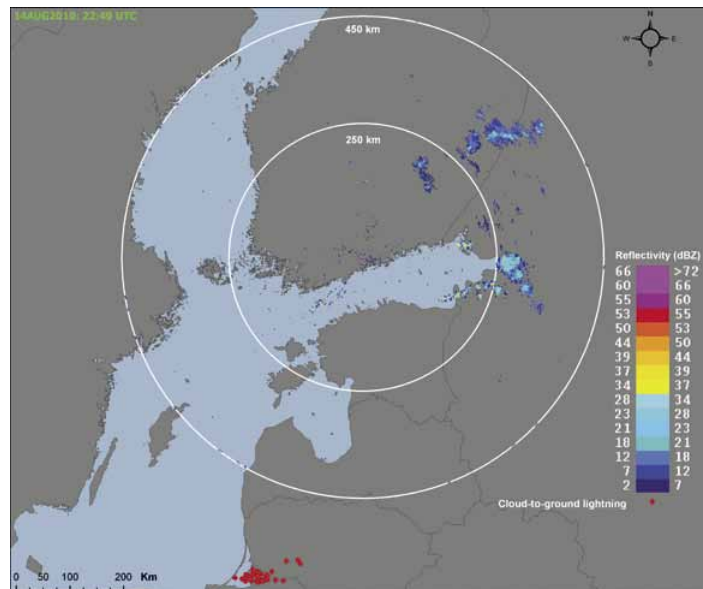 14AUG2010: 22:49 UTC
N
W E
S
450 km
250 km
Reflectivity (dBZ)
66 >72
60 66
55 60
53 55
50 53
44 50
39 44
37 39
34 37
28 34
23 28
21 23
18 21
12 18
7 12
2 7
Cloud-to-ground lightning
0 50 100 200 Km